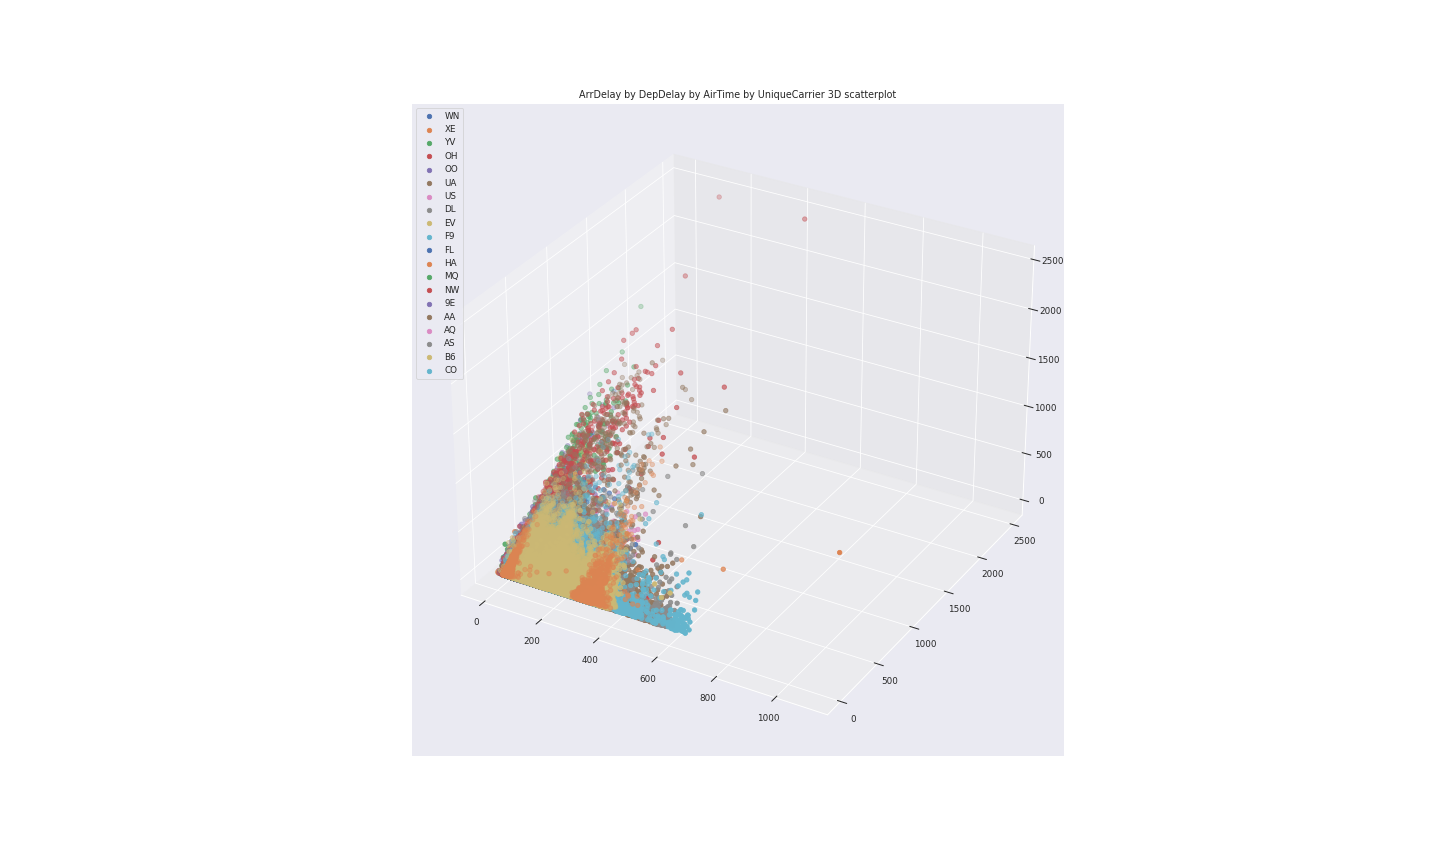 ArrDelay by DepDelay by AirTime by UniqueCarrier 3D scatterplot
WN
XE
YV
OH
OO
UA
US
DL
EV
F9
FL
HA
MQ
NW
9E
AA
AQ
AS
B6
CO
2500
2000
1500
1000
500
0
2500
2000
1500
1000
500
0
0
200
400
600
800
1000